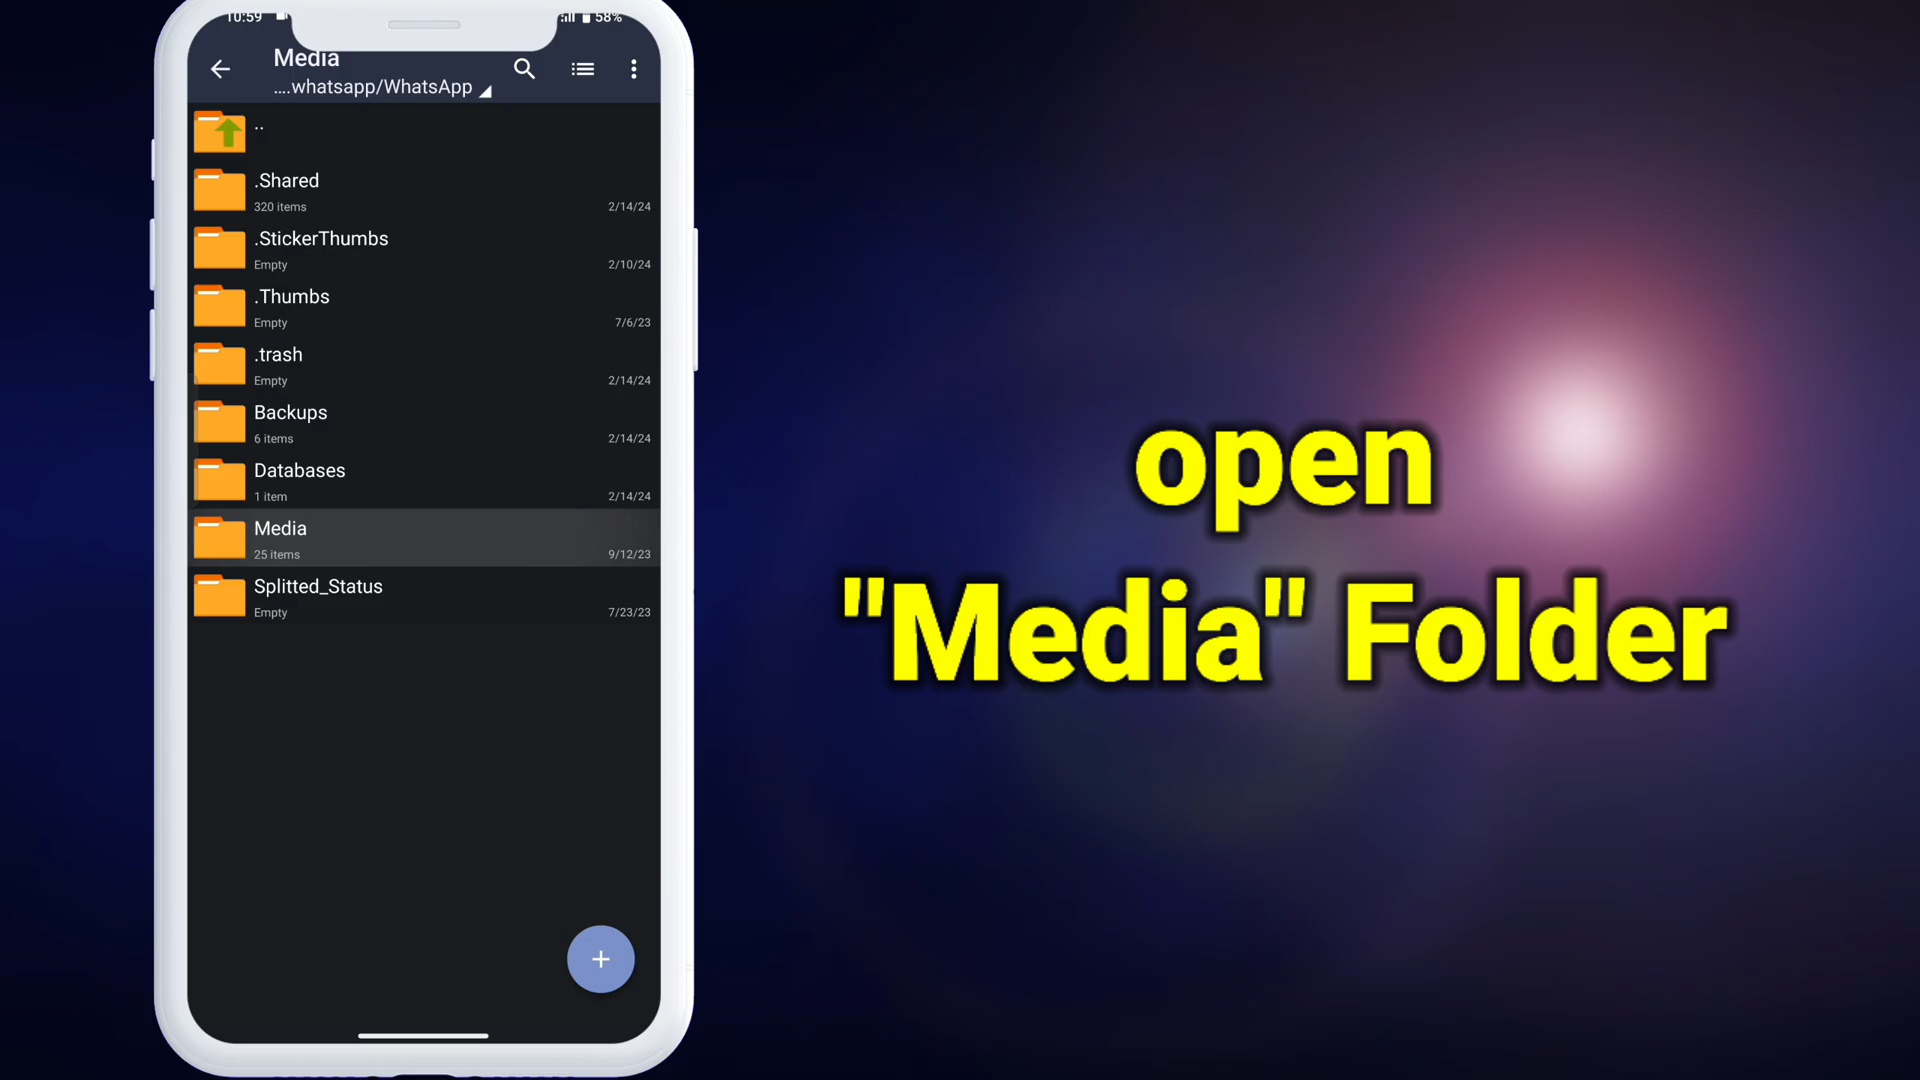 10:59
58%
Media
....whatsapp/WhatsApp
..
.Shared
320 items
2/14/24
.StickerThumbs
Empty
2/10/24
.Thumbs
Empty
7/6/23
.trash
Empty
2/14/24
Backups
6 items
2/14/24
Databases
1 item
2/14/24
Media
25 items
9/12/23
Splitted_Status
Empty
7/23/23
open
"Media" Folder